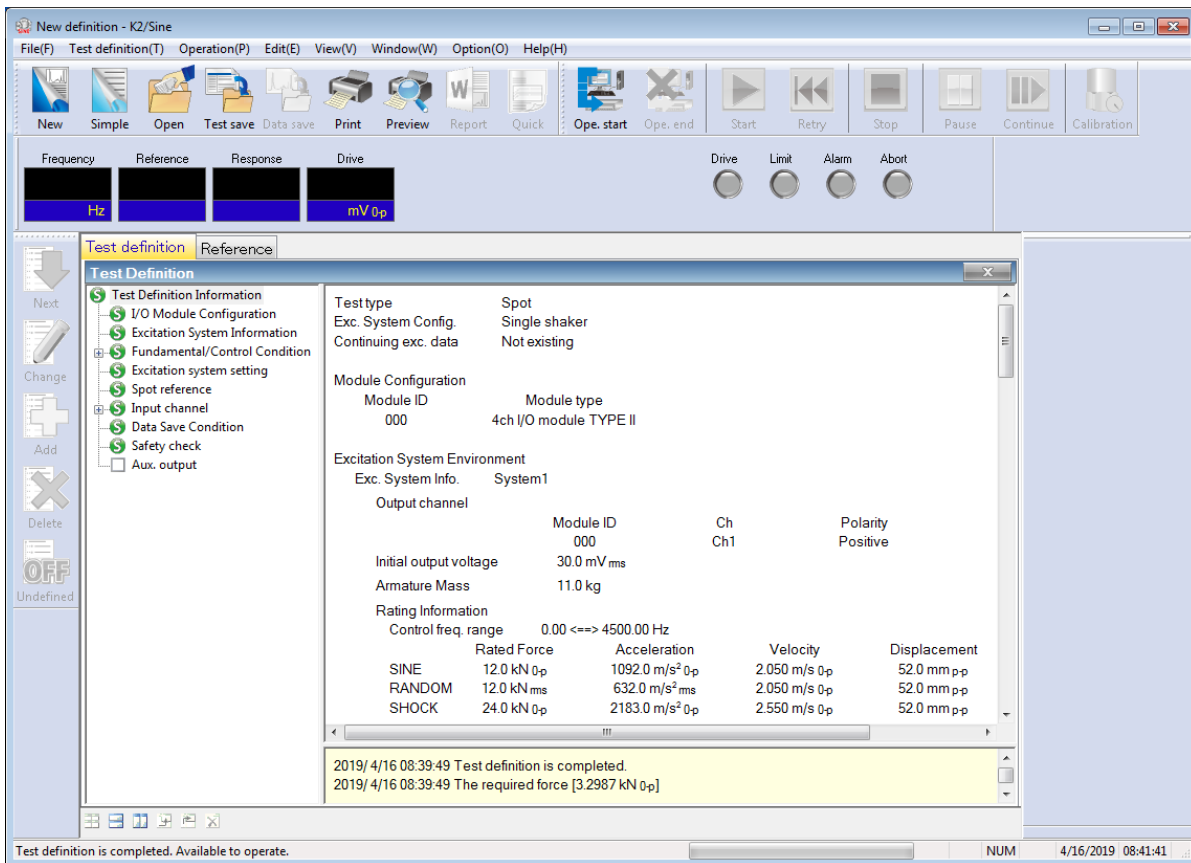 New definition - K2/Sine
File(F) Test definition(T) Operation(P) Edit(E) View(V) Window(W) Option(O) Help(H)
New Simple Open Test save Data save Print Preview Report Quick Ope. start Ope. end Start Retry Stop Pause Continue Calibration
Frequency Reference Response Drive Drive Limit Alarm Abort
Hz mV 0-p
Test definition Reference
Test Definition
Next
Change
Add
Delete
OFF
Undefined
Test Definition Information
I/O Module Configuration
Excitation System Information
Fundamental/Control Condition
Excitation system setting
Spot reference
Input channel
Data Save Condition
Safety check
Aux. output
Test type Spot
Exc. System Config. Single shaker
Continuing exc. data Not existing
Module Configuration
Module ID Module type
000 4ch I/O module TYPE II
Excitation System Environment
Exc. System Info. System1
Output channel
Module ID Ch Polarity
000 Ch1 Positive
Initial output voltage 30.0 mV rms
Armature Mass 11.0 kg
Rating Information
Control freq. range 0.00 <==> 4500.00 Hz
Rated Force Acceleration Velocity Displacement
SINE 12.0 kN 0-p 1092.0 m/s² 0-p 2.050 m/s 0-p 52.0 mm p-p
RANDOM 12.0 kN rms 632.0 m/s² rms 2.050 m/s 0-p 52.0 mm p-p
SHOCK 24.0 kN 0-p 2183.0 m/s² 0-p 2.550 m/s 0-p 52.0 mm p-p
2019/ 4/16 08:39:49 Test definition is completed.
2019/ 4/16 08:39:49 The required force [3.2987 kN 0-p]
Test definition is completed. Available to operate. NUM 4/16/2019 08:41:41